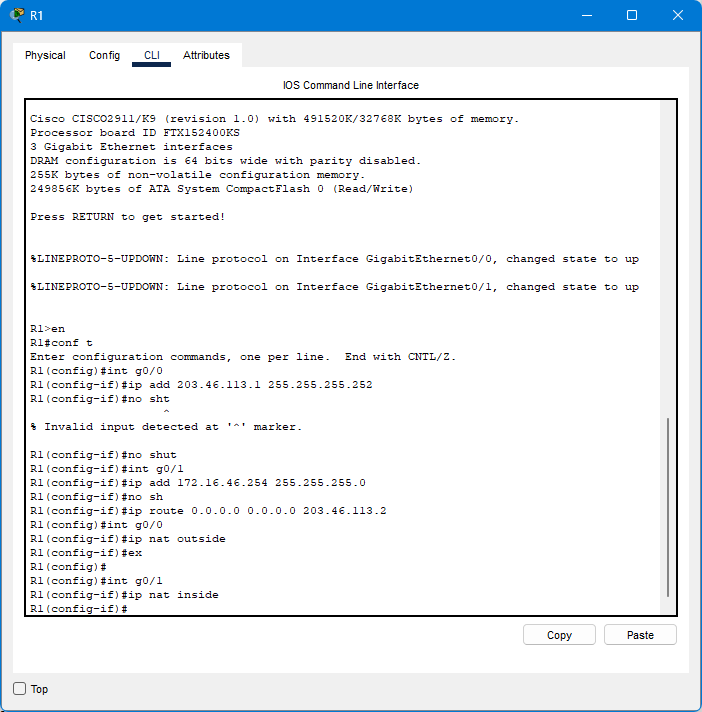 R1
Physical Config CLI Attributes
IOS Command Line Interface
Cisco CISCO2911/K9 (revision 1.0) with 491520K/32768K bytes of memory.
Processor board ID FTX152400KS
3 Gigabit Ethernet interfaces
DRAM configuration is 64 bits wide with parity disabled.
255K bytes of non-volatile configuration memory.
249856K bytes of ATA System CompactFlash 0 (Read/Write)
Press RETURN to get started!
%LINEPROTO-5-UPDOWN: Line protocol on Interface GigabitEthernet0/0, changed state to up
%LINEPROTO-5-UPDOWN: Line protocol on Interface GigabitEthernet0/1, changed state to up
R1>en
R1#conf t
Enter configuration commands, one per line.  End with CNTL/Z.
R1(config)#int g0/0
R1(config-if)#ip add 203.46.113.1 255.255.255.252
R1(config-if)#no sht
^
% Invalid input detected at '^' marker.
R1(config-if)#no shut
R1(config-if)#int g0/1
R1(config-if)#ip add 172.16.46.254 255.255.255.0
R1(config-if)#no sh
R1(config-if)#ip route 0.0.0.0 0.0.0.0 203.46.113.2
R1(config)#int g0/0
R1(config-if)#ip nat outside
R1(config-if)#ex
R1(config)#
R1(config)#int g0/1
R1(config-if)#ip nat inside
R1(config-if)#
Copy Paste
Top